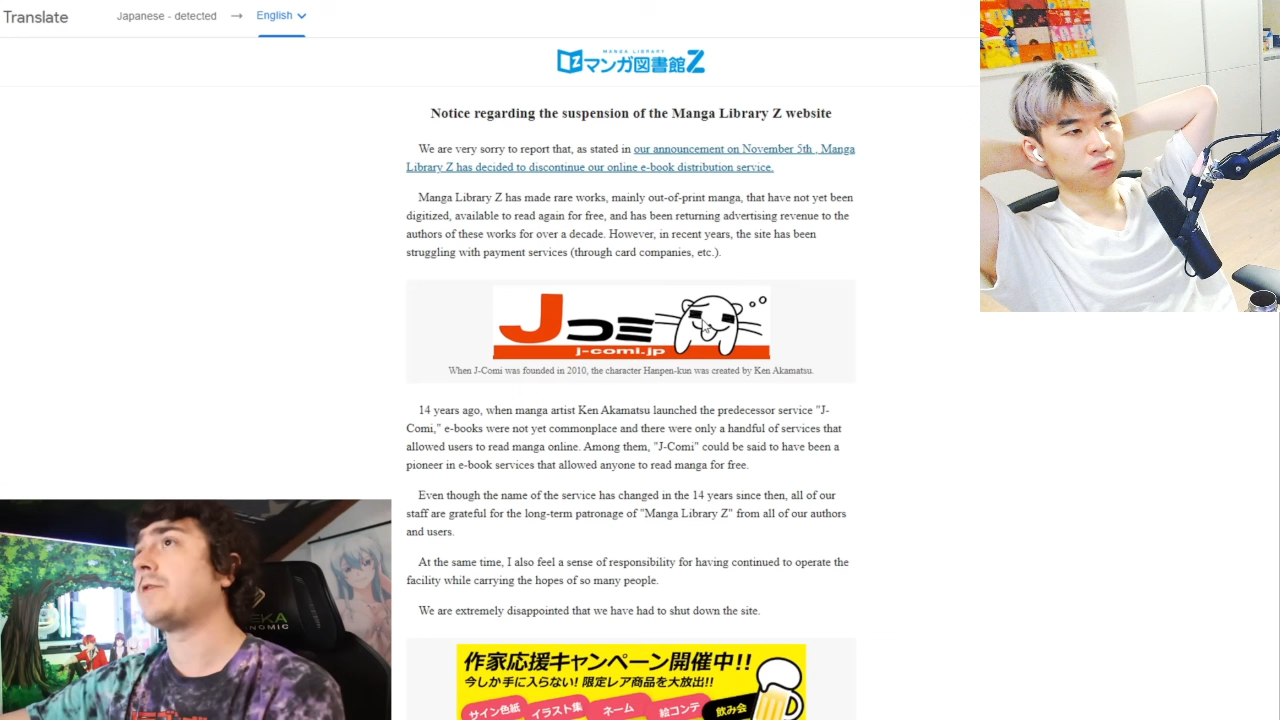 Translate
Japanese - detected → English
MANGA LIBRARY
マンガ図書館Z
Notice regarding the suspension of the Manga Library Z website
We are very sorry to report that, as stated in our announcement on November 5th , Manga
Library Z has decided to discontinue our online e-book distribution service.
Manga Library Z has made rare works, mainly out-of-print manga, that have not yet been
digitized, available to read again for free, and has been returning advertising revenue to the
authors of these works for over a decade. However, in recent years, the site has been
struggling with payment services (through card companies, etc.).
Jコミ
j-comi.jp
When J-Comi was founded in 2010, the character Hanpen-kun was created by Ken Akamatsu.
14 years ago, when manga artist Ken Akamatsu launched the predecessor service "J-
Comi," e-books were not yet commonplace and there were only a handful of services that
allowed users to read manga online. Among them, "J-Comi" could be said to have been a
pioneer in e-book services that allowed anyone to read manga for free.
Even though the name of the service has changed in the 14 years since then, all of our
staff are grateful for the long-term patronage of "Manga Library Z" from all of our authors
and users.
At the same time, I also feel a sense of responsibility for having continued to operate the
facility while carrying the hopes of so many people.
We are extremely disappointed that we have had to shut down the site.
作家応援キャンペーン開催中!!
今しか手に入らない! 限定レア商品を大放出!!
サイン色紙 イラスト集 ネーム 絵コンテ 飲み会